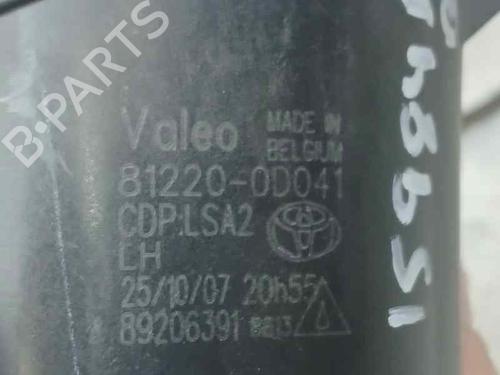 Valeo MADE IN
BELGIUM
81220-0D041
CDP:LSA2
LH
25/10/07 20h55
89206391
B-PARTS